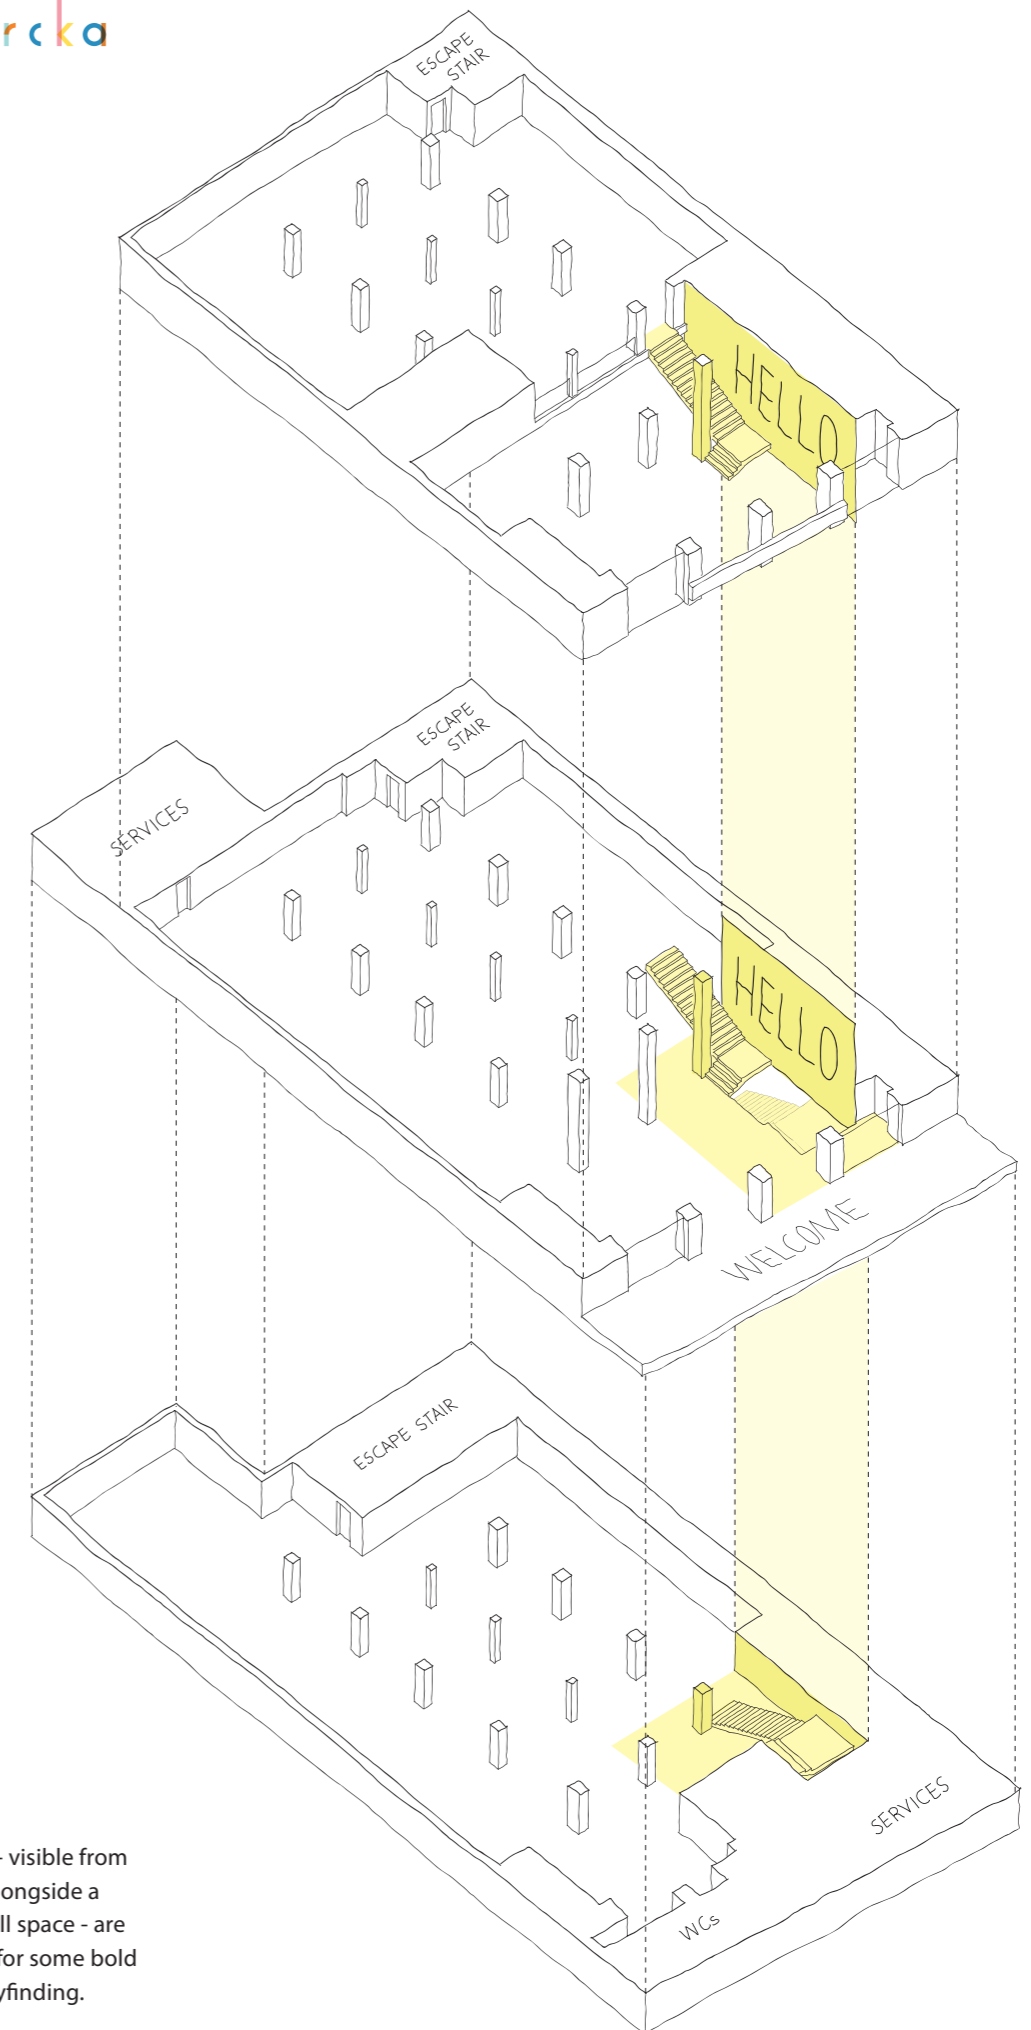 rcka
ESCAPE
STAIR
HELLO
ESCAPE
STAIR
SERVICES
HELLO
WELCOME
ESCAPE STAIR
SERVICES
WCs
- visible from
ongside a
ll space - are
for some bold
yfinding.